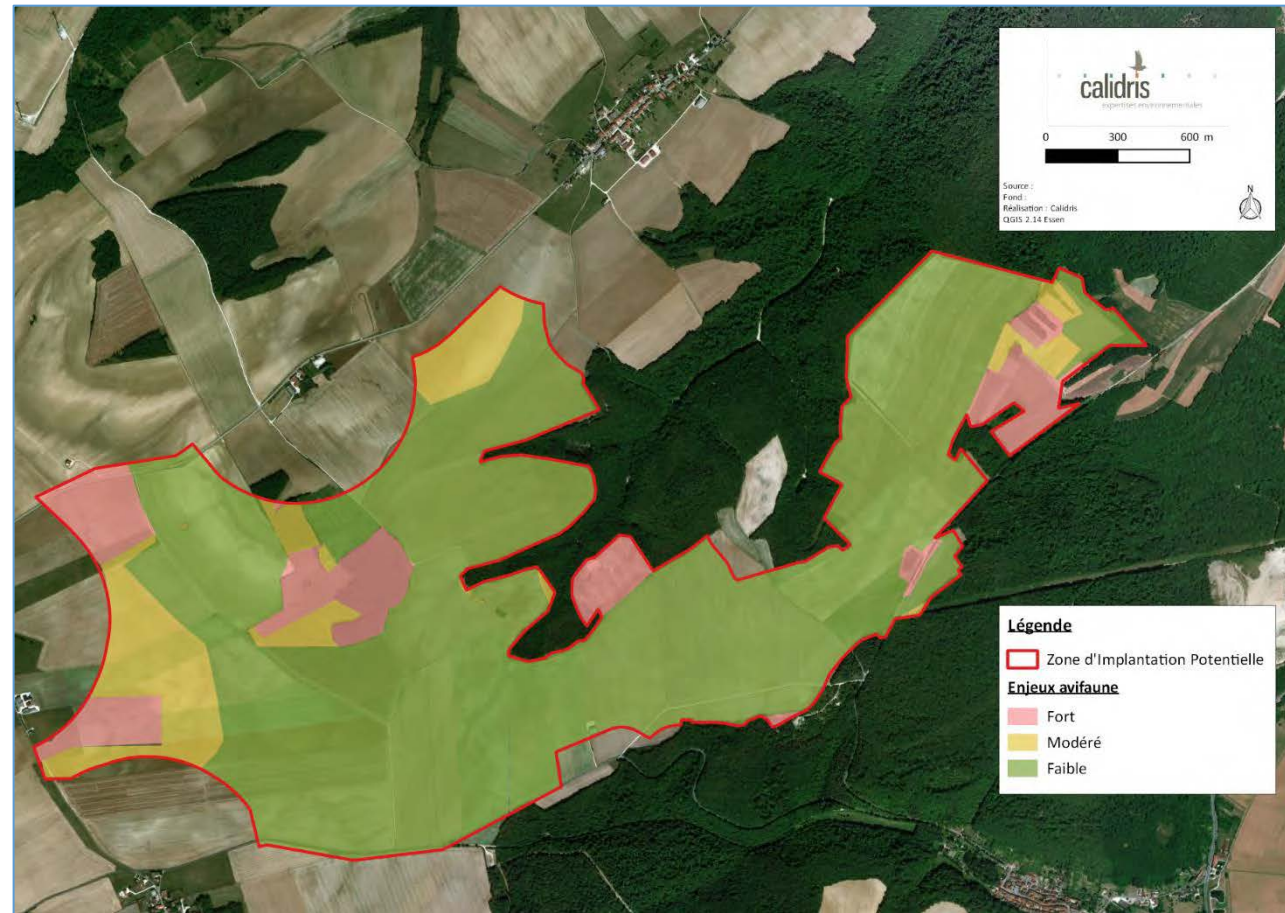 calidris
expertises environnementales
0 300 600 m
Source :
Fond :
Réalisation : Calidris
QGIS 2.14 Essen
N
Légende
Zone d'Implantation Potentielle
Enjeux avifaune
Fort
Modéré
Faible